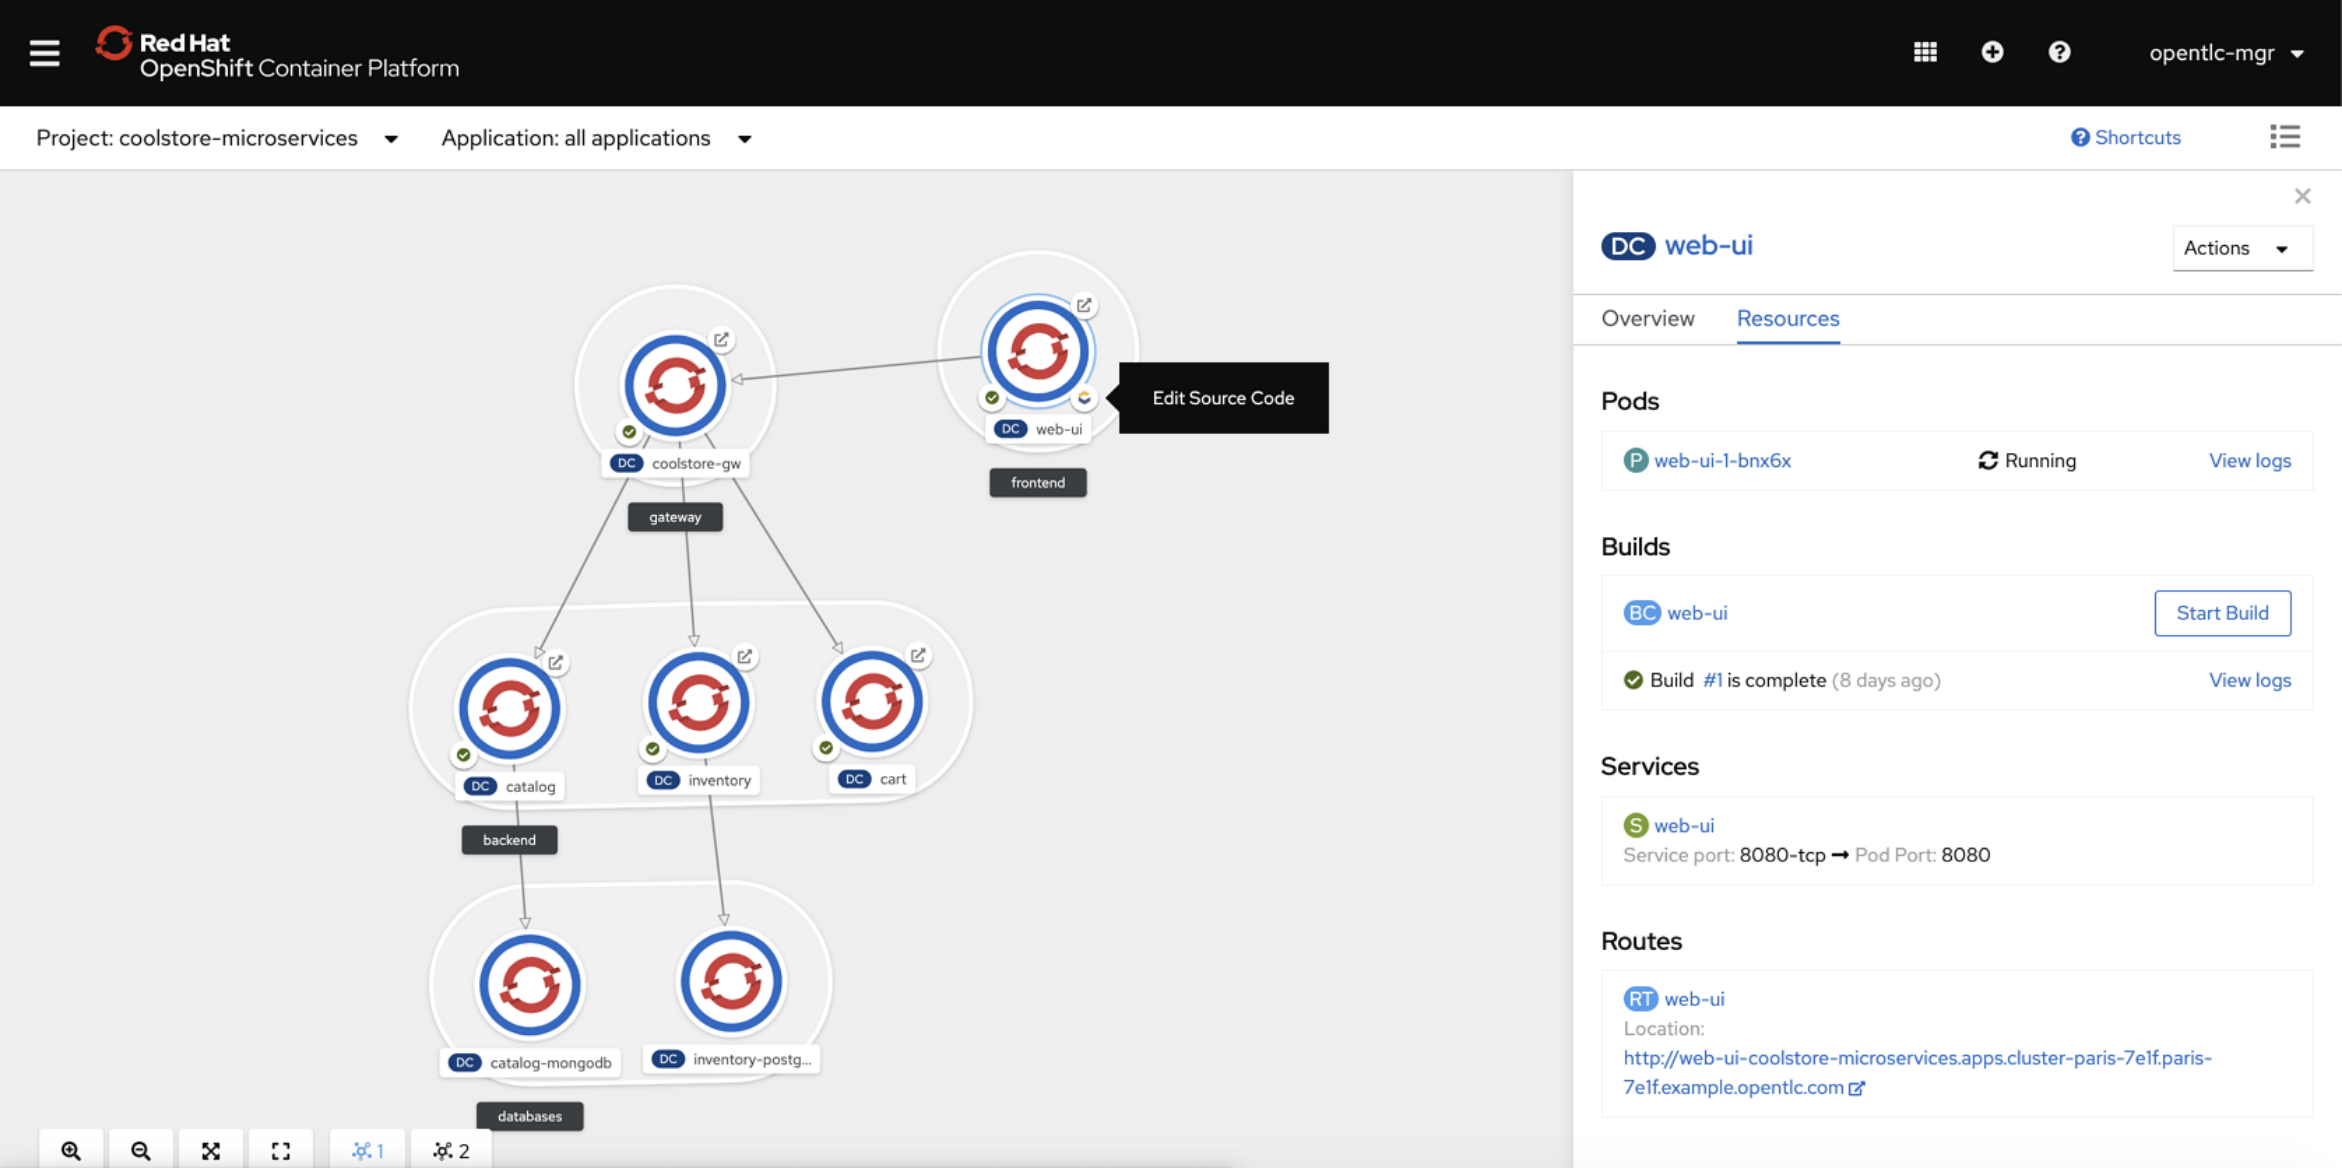 Red Hat
OpenShift Container Platform
opentlc-mgr
Project: coolstore-microservices
Application: all applications
Shortcuts
DC web-ui
Actions
Overview
Resources
Edit Source Code
DC web-ui
frontend
DC coolstore-gw
gateway
DC catalog
DC inventory
DC cart
backend
DC catalog-mongodb
DC inventory-postg...
databases
1
2
Pods
P web-ui-1-bnx6x
Running
View logs
Builds
BC web-ui
Start Build
Build #1 is complete (8 days ago)
View logs
Services
S web-ui
Service port: 8080-tcp → Pod Port: 8080
Routes
RT web-ui
Location:
http://web-ui-coolstore-microservices.apps.cluster-paris-7e1f.paris-
7e1f.example.opentlc.com